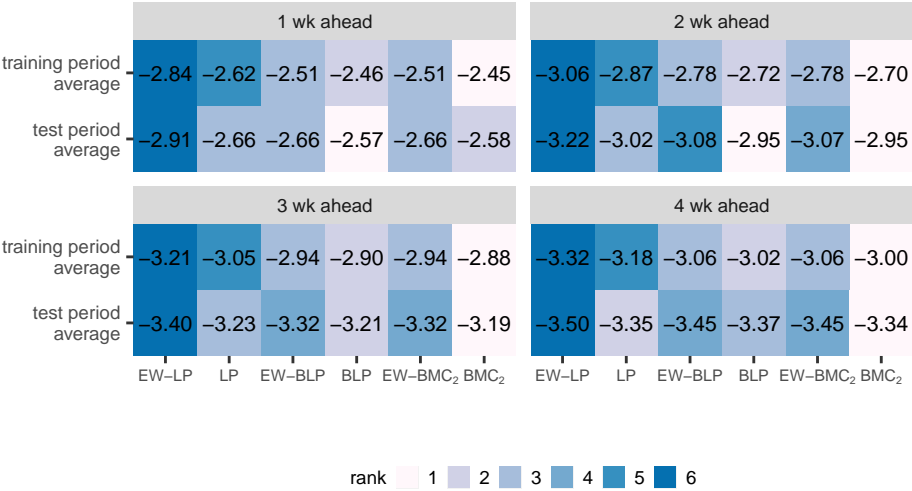 1 wk ahead 2 wk ahead
training period
average
−2.84 −2.62 −2.51 −2.46 −2.51 −2.45 −3.06 −2.87 −2.78 −2.72 −2.78 −2.70
test period
average
−2.91 −2.66 −2.66 −2.57 −2.66 −2.58 −3.22 −3.02 −3.08 −2.95 −3.07 −2.95
3 wk ahead 4 wk ahead
training period
average
−3.21 −3.05 −2.94 −2.90 −2.94 −2.88 −3.32 −3.18 −3.06 −3.02 −3.06 −3.00
test period
average
−3.40 −3.23 −3.32 −3.21 −3.32 −3.19 −3.50 −3.35 −3.45 −3.37 −3.45 −3.34
EW−LP LP EW−BLP BLP EW−BMC₂ BMC₂ EW−LP LP EW−BLP BLP EW−BMC₂ BMC₂
rank 1 2 3 4 5 6